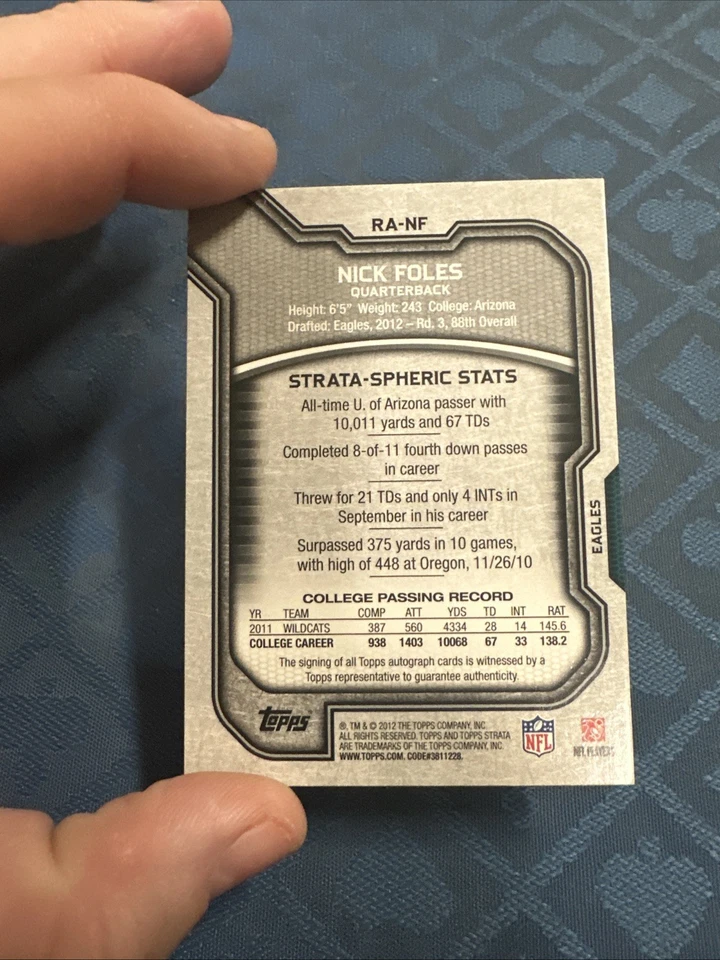 RA-NF
NICK FOLES
QUARTERBACK
Height: 6'5" Weight: 243 College: Arizona
Drafted: Eagles, 2012 – Rd. 3, 88th Overall
STRATA-SPHERIC STATS
All-time U. of Arizona passer with
10,011 yards and 67 TDs
Completed 8-of-11 fourth down passes
in career
Threw for 21 TDs and only 4 INTs in
September in his career
Surpassed 375 yards in 10 games,
with high of 448 at Oregon, 11/26/10
EAGLES
COLLEGE PASSING RECORD
YR TEAM COMP ATT YDS TD INT RAT
2011 WILDCATS 387 560 4334 28 14 145.6
COLLEGE CAREER 938 1403 10068 67 33 138.2
The signing of all Topps autograph cards is witnessed by a
Topps representative to guarantee authenticity.
Topps
®, TM & © 2012 THE TOPPS COMPANY, INC.
ALL RIGHTS RESERVED. TOPPS AND TOPPS STRATA
ARE TRADEMARKS OF THE TOPPS COMPANY, INC.
WWW.TOPPS.COM. CODE#3811228.
NFL
NFL PLAYERS